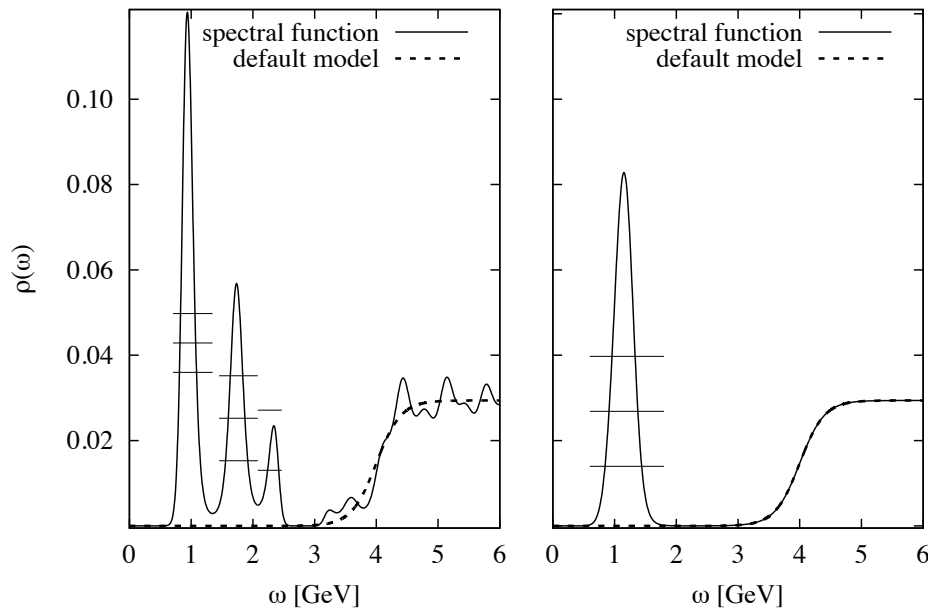 spectral function
default model
spectral function
default model
0.10
0.08
0.06
0.04
0.02
ρ(ω)
0 1 2 3 4 5 6
0 1 2 3 4 5 6
ω [GeV]
ω [GeV]